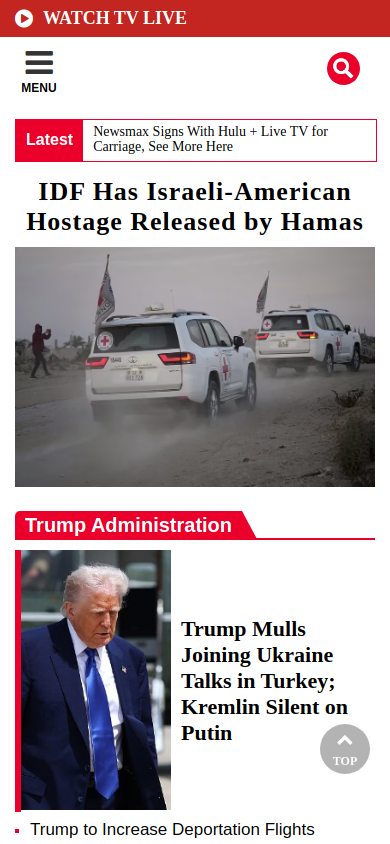 WATCH TV LIVE
MENU
Latest
Newsmax Signs With Hulu + Live TV for
Carriage, See More Here
IDF Has Israeli-American
Hostage Released by Hamas
Trump Administration
Trump Mulls
Joining Ukraine
Talks in Turkey;
Kremlin Silent on
Putin
TOP
Trump to Increase Deportation Flights